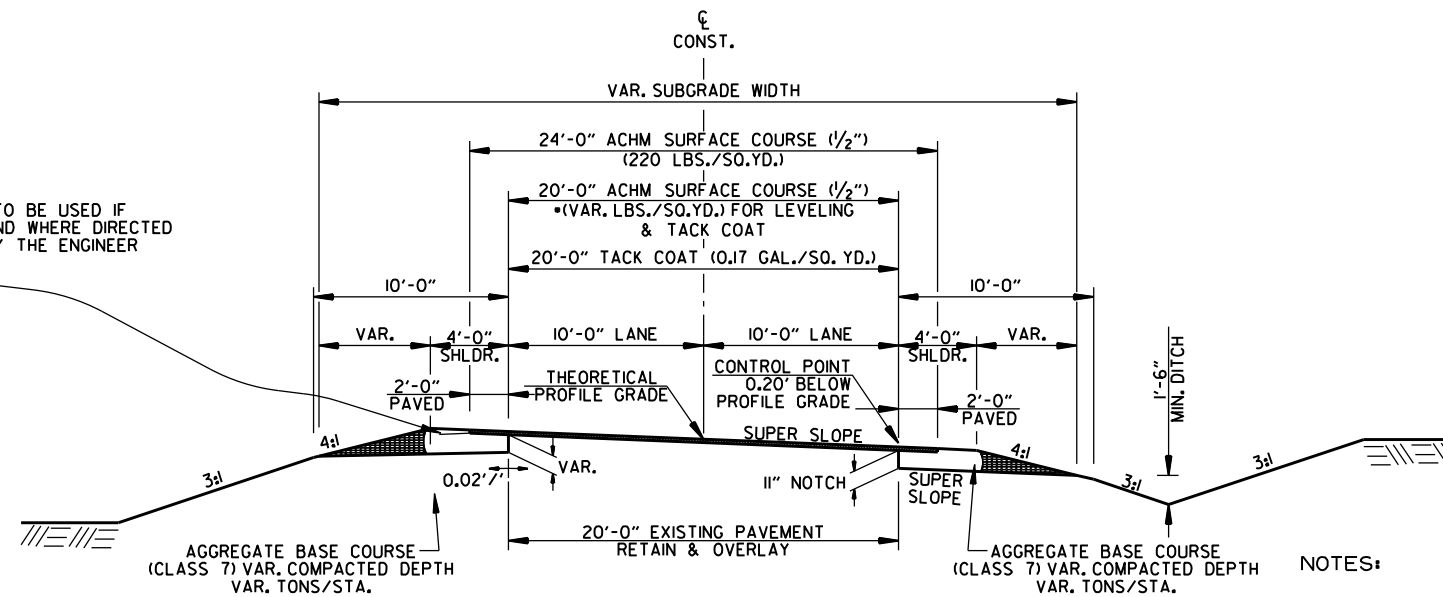 ℄
CONST.
VAR. SUBGRADE WIDTH
24'-0" ACHM SURFACE COURSE (1/2")
(220 LBS./SQ.YD.)
20'-0" ACHM SURFACE COURSE (1/2")
*(VAR. LBS./SQ.YD.) FOR LEVELING
& TACK COAT
20'-0" TACK COAT (0.17 GAL./SQ. YD.)
TO BE USED IF
ND WHERE DIRECTED
Y THE ENGINEER
10'-0"
10'-0"
VAR.
4'-0"
SHLDR.
10'-0" LANE
10'-0" LANE
4'-0"
SHLDR.
VAR.
2'-0"
PAVED
THEORETICAL
PROFILE GRADE
CONTROL POINT
0.20' BELOW
PROFILE GRADE
2'-0"
PAVED
1'-6"
MIN. DITCH
SUPER SLOPE
4:1
4:1
3:1
3:1
3:1
VAR.
0.02'/'
11" NOTCH
SUPER
SLOPE
20'-0" EXISTING PAVEMENT
RETAIN & OVERLAY
AGGREGATE BASE COURSE
(CLASS 7) VAR. COMPACTED DEPTH
VAR. TONS/STA.
AGGREGATE BASE COURSE
(CLASS 7) VAR. COMPACTED DEPTH
VAR. TONS/STA.
NOTES: